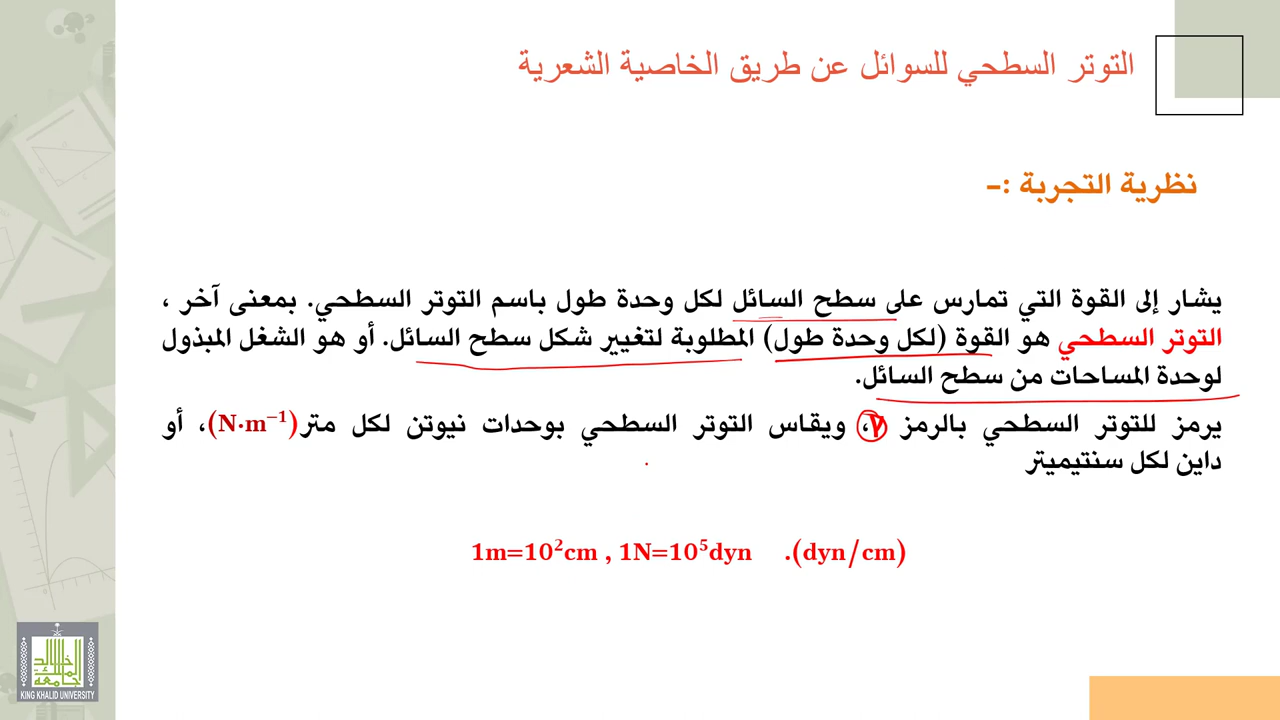 التوتر السطحي للسوائل عن طريق الخاصية الشعرية
نظرية التجربة :-
يشار إلى القوة التي تمارس على سطح السائل لكل وحدة طول باسم التوتر السطحي. بمعنى آخر ،
التوتر السطحي هو القوة (لكل وحدة طول) المطلوبة لتغيير شكل سطح السائل. أو هو الشغل المبذول
لوحدة المساحات من سطح السائل.
يرمز للتوتر السطحي بالرمز γ، ويقاس التوتر السطحي بوحدات نيوتن لكل متر (N·m⁻¹)، أو
داين لكل سنتيميتر
1m=10²cm , 1N=10⁵dyn .(dyn/cm)
جامعة الملك خالد
KING KHALID UNIVERSITY